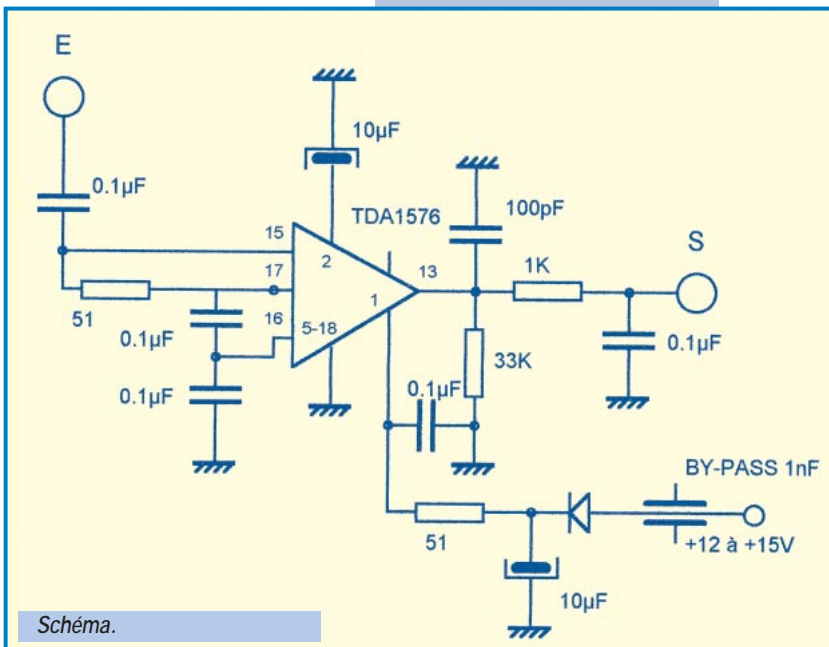 E
10µF
0.1µF
TDA1576
100pF
S
15
2
17
13
1K
1
51
16
5-18
0.1µF
33K
0.1µF
0.1µF
0.1µF
BY-PASS 1nF
51
+12 à +15V
10µF
Schéma.